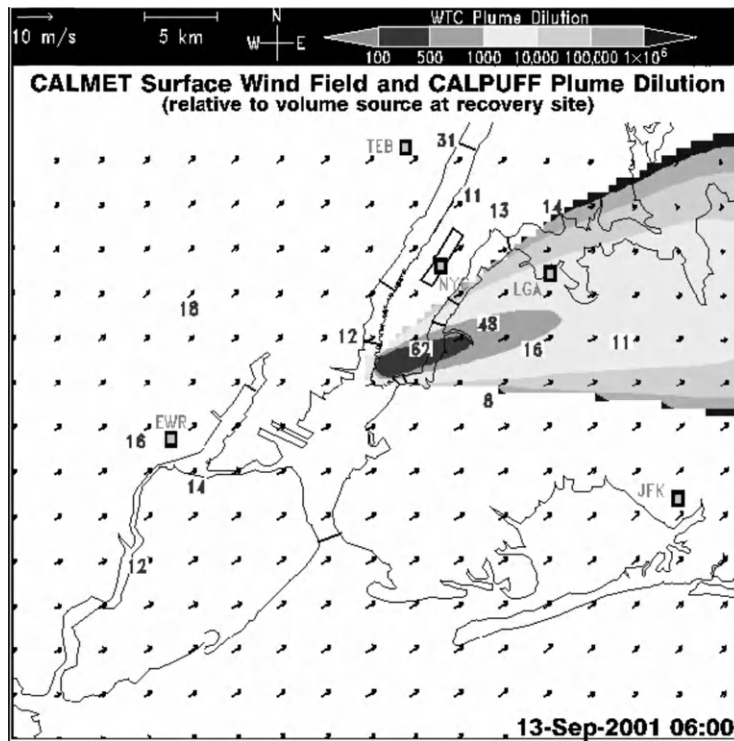 10 m/s
5 km
N
W E
WTC Plume Dilution
100 500 1000 10,000 100,000 1×10⁶
CALMET Surface Wind Field and CALPUFF Plume Dilution
(relative to volume source at recovery site)
TEB
31
11
13
14
NYC
LGA
18
12
48
62
16
11
8
EWR
16
14
JFK
12
13-Sep-2001 06:00